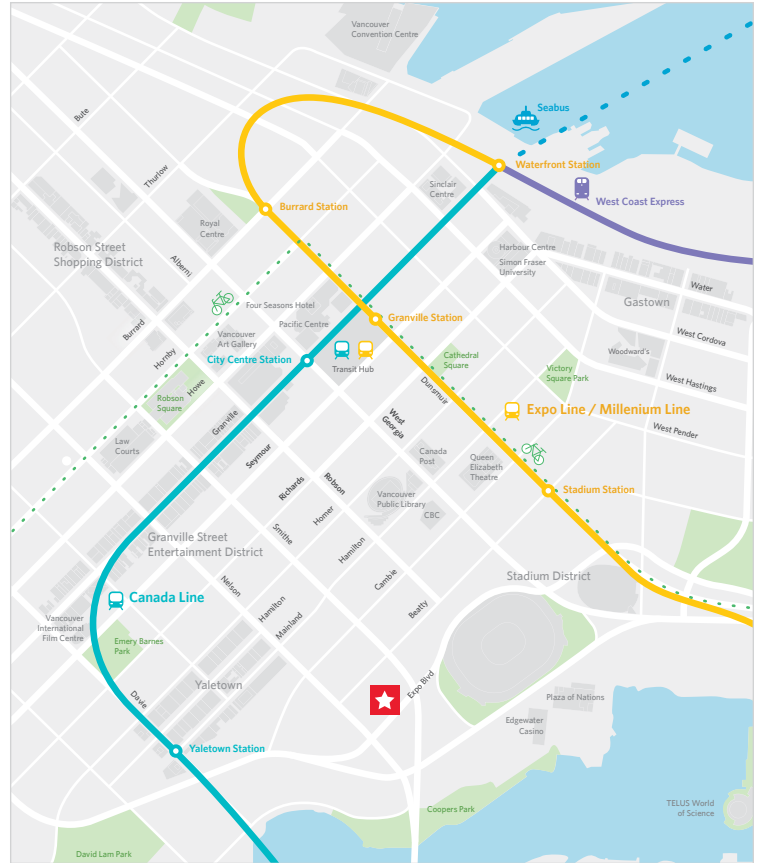 Vancouver
Convention Centre
Seabus
Bute
Waterfront Station
Thurlow
Sinclair
Centre
West Coast Express
Burrard Station
Royal
Centre
Robson Street
Shopping District
Harbour Centre
Simon Fraser
University
Alberni
Water
Gastown
Four Seasons Hotel
Granville Station
Pacific Centre
Burrard
Vancouver
Art Gallery
West Cordova
Hornby
City Centre Station
Cathedral
Square
Woodward's
Transit Hub
Victory
Square Park
Howe
Dunsmuir
West Hastings
Robson
Square
Expo Line / Millenium Line
Granville
West
Georgia
West Pender
Law
Courts
Seymour
Canada
Post
Queen
Elizabeth
Theatre
Richards
Robson
Stadium Station
Vancouver
Public Library
CBC
Homer
Smithe
Granville Street
Entertainment District
Hamilton
Stadium District
Cambie
Nelson
Canada Line
Hamilton
Beatty
Mainland
Vancouver
International
Film Centre
Emery Barnes
Park
Yaletown
Expo Blvd
Davie
Plaza of Nations
Edgewater
Casino
Yaletown Station
TELUS World
of Science
Coopers Park
David Lam Park